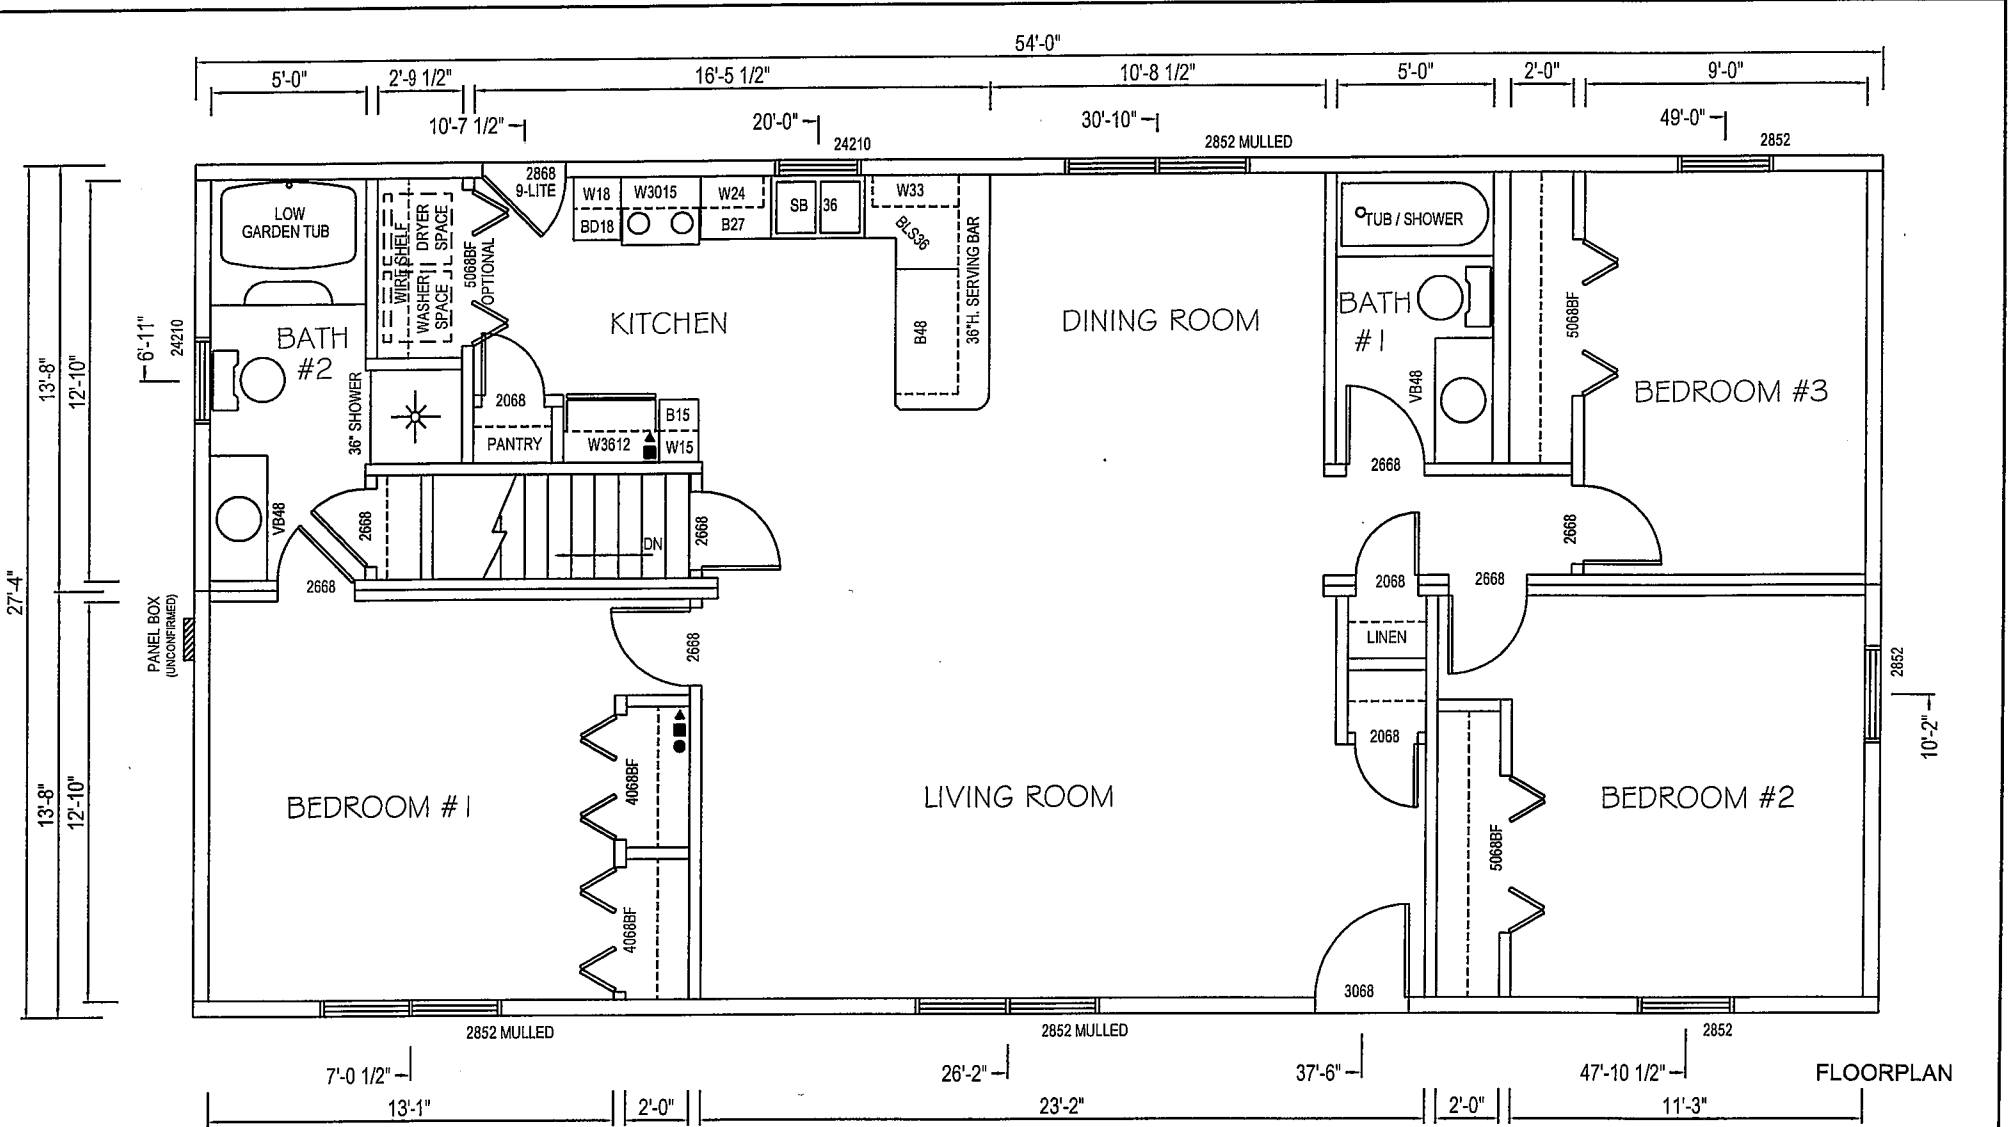 54'-0"
5'-0"
2'-9 1/2"
16'-5 1/2"
10'-8 1/2"
5'-0"
2'-0"
9'-0"
10'-7 1/2"
20'-0"
30'-10"
49'-0"
24210
2852 MULLED
2852
2868
9-LITE
W18
W3015
W24
W33
BD18
B27
SB 36
BLS36
B48
36"H. SERVING BAR
LOW
GARDEN TUB
WIRE SHELF
WASHER
SPACE
DRYER
SPACE
5068BF
OPTIONAL
TUB / SHOWER
KITCHEN
DINING ROOM
BATH
#1
BATH
#2
5068BF
BEDROOM #3
6'-11"
24210
13'-8"
12'-10"
36" SHOWER
2068
PANTRY
W3612
B15
W15
VB48
2668
VB48
2668
2668
DN
2668
2668
2068
2668
27'-4"
PANEL BOX
(UNCONFIRMED)
2668
LINEN
2852
10'-2"
2068
13'-8"
12'-10"
4068BF
4068BF
BEDROOM #1
LIVING ROOM
BEDROOM #2
5068BF
3068
2852 MULLED
2852 MULLED
2852
7'-0 1/2"
26'-2"
37'-6"
47'-10 1/2"
FLOORPLAN
13'-1"
2'-0"
23'-2"
2'-0"
11'-3"